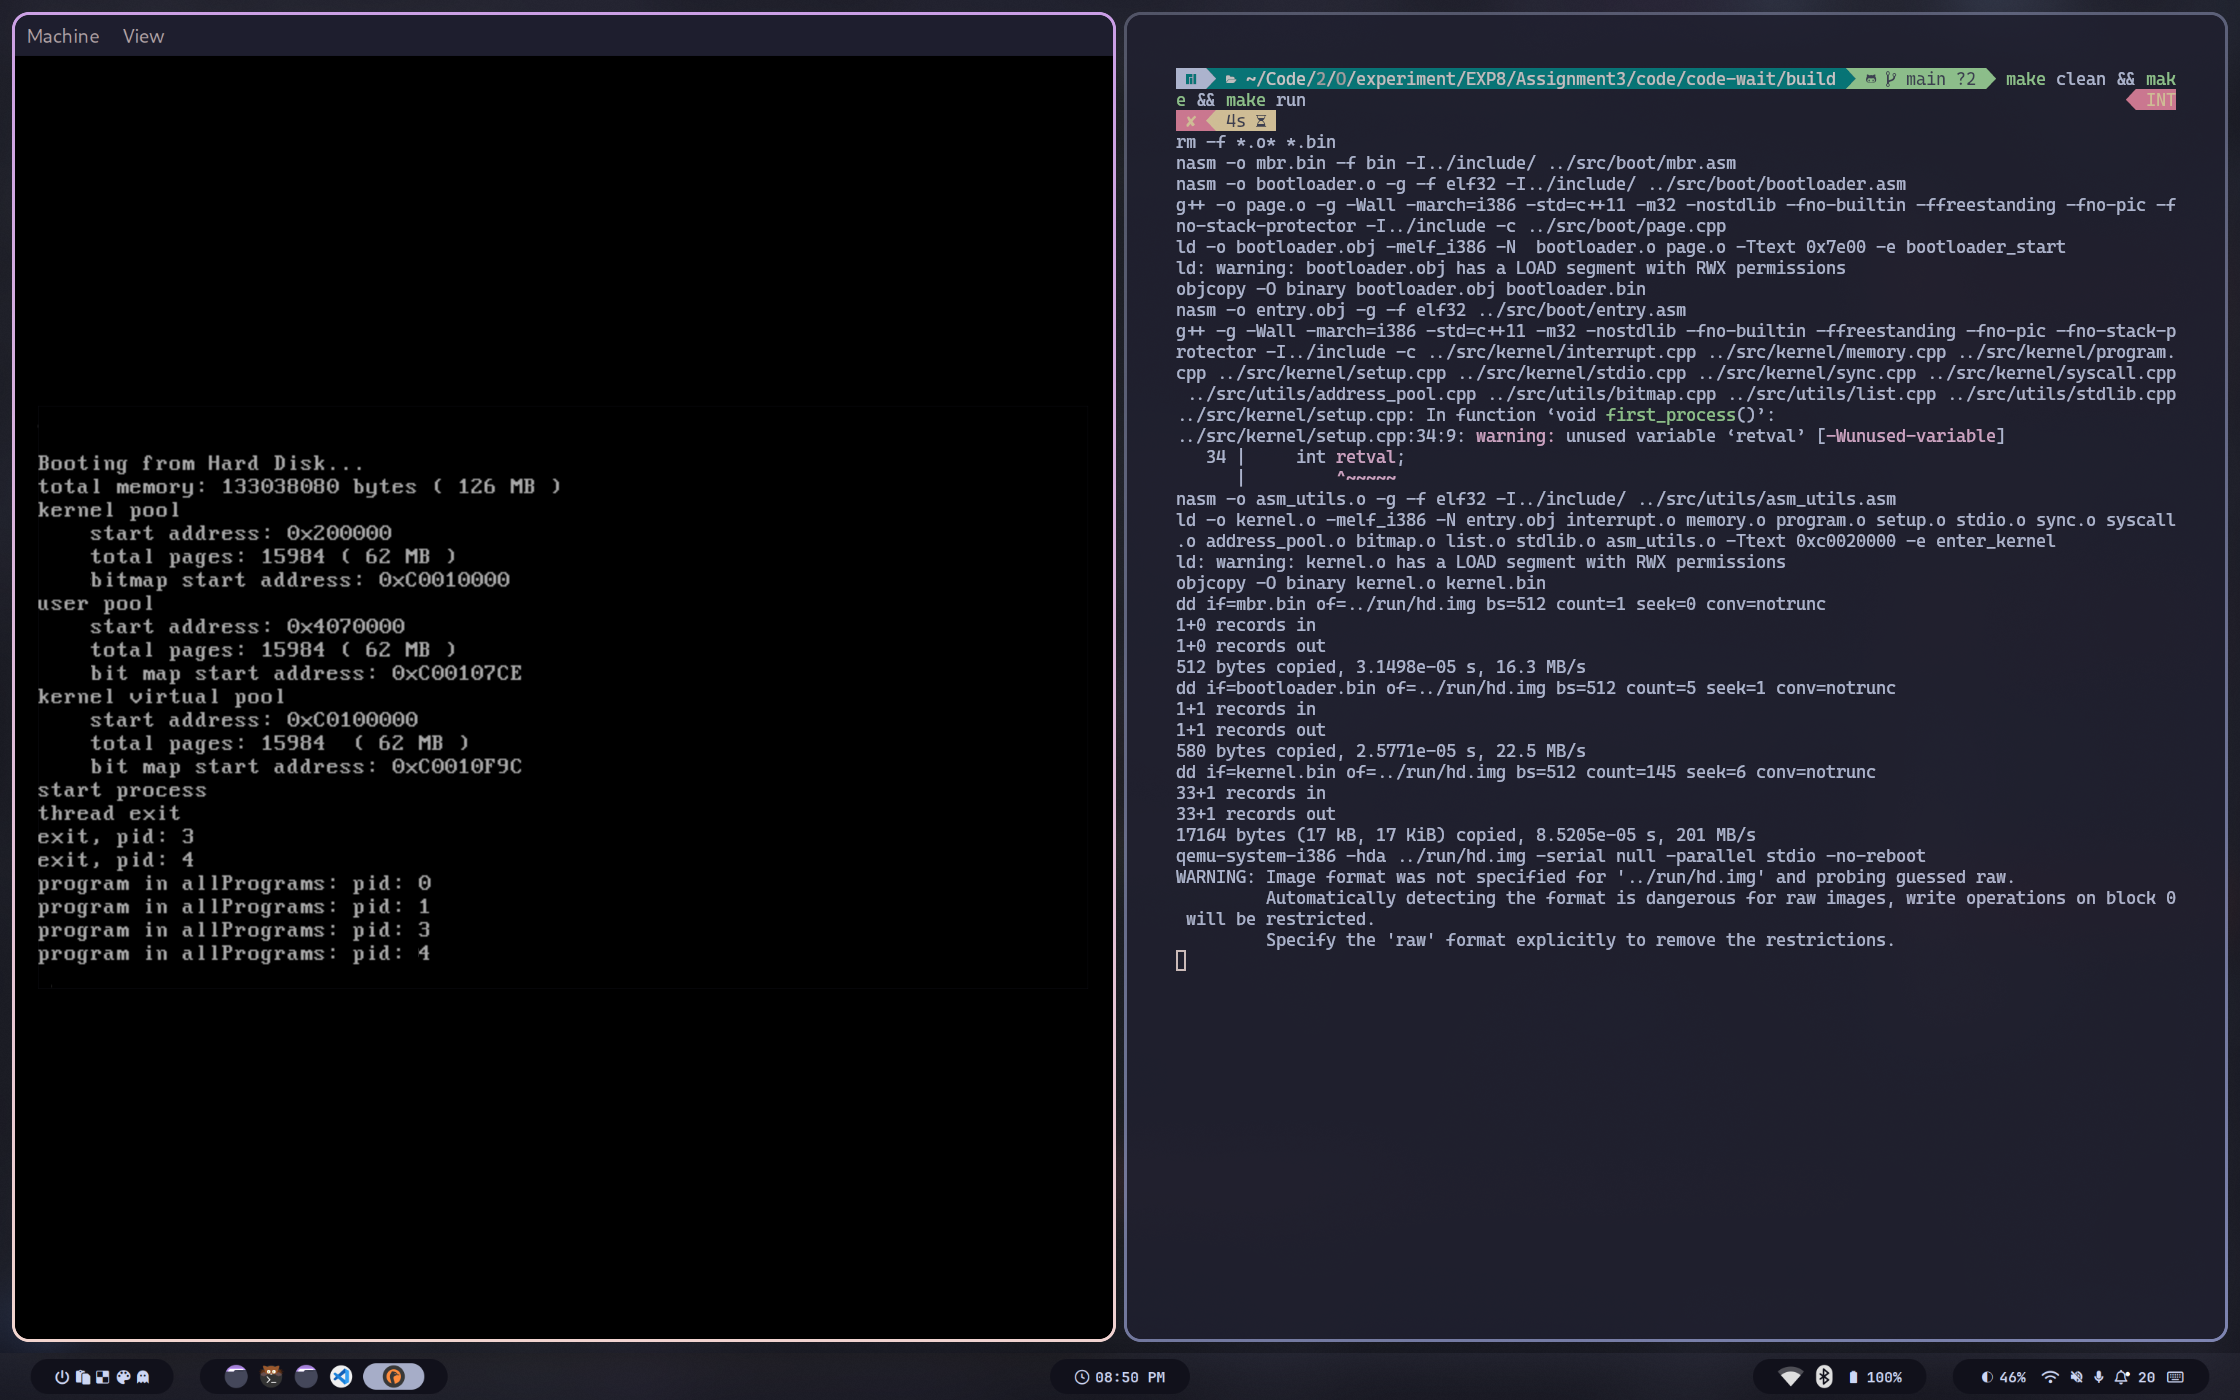 Machine View
Booting from Hard Disk...
total memory: 133038080 bytes ( 126 MB )
kernel pool
    start address: 0x200000
    total pages: 15984 ( 62 MB )
    bitmap start address: 0xC0010000
user pool
    start address: 0x4070000
    total pages: 15984 ( 62 MB )
    bit map start address: 0xC00107CE
kernel virtual pool
    start address: 0xC0100000
    total pages: 15984  ( 62 MB )
    bit map start address: 0xC0010F9C
start process
thread exit
exit, pid: 3
exit, pid: 4
program in allPrograms: pid: 0
program in allPrograms: pid: 1
program in allPrograms: pid: 3
program in allPrograms: pid: 4
~/Code/2/0/experiment/EXP8/Assignment3/code/code-wait/build main ?2 make clean && mak
e && make run INT
✘ 4s
rm -f *.o* *.bin
nasm -o mbr.bin -f bin -I../include/ ../src/boot/mbr.asm
nasm -o bootloader.o -g -f elf32 -I../include/ ../src/boot/bootloader.asm
g++ -o page.o -g -Wall -march=i386 -std=c++11 -m32 -nostdlib -fno-builtin -ffreestanding -fno-pic -f
no-stack-protector -I../include -c ../src/boot/page.cpp
ld -o bootloader.obj -melf_i386 -N  bootloader.o page.o -Ttext 0x7e00 -e bootloader_start
ld: warning: bootloader.obj has a LOAD segment with RWX permissions
objcopy -O binary bootloader.obj bootloader.bin
nasm -o entry.obj -g -f elf32 ../src/boot/entry.asm
g++ -g -Wall -march=i386 -std=c++11 -m32 -nostdlib -fno-builtin -ffreestanding -fno-pic -fno-stack-p
rotector -I../include -c ../src/kernel/interrupt.cpp ../src/kernel/memory.cpp ../src/kernel/program.
cpp ../src/kernel/setup.cpp ../src/kernel/stdio.cpp ../src/kernel/sync.cpp ../src/kernel/syscall.cpp
 ../src/utils/address_pool.cpp ../src/utils/bitmap.cpp ../src/utils/list.cpp ../src/utils/stdlib.cpp
../src/kernel/setup.cpp: In function ‘void first_process()’:
../src/kernel/setup.cpp:34:9: warning: unused variable ‘retval’ [-Wunused-variable]
   34 |     int retval;
      |         ^~~~~~
nasm -o asm_utils.o -g -f elf32 -I../include/ ../src/utils/asm_utils.asm
ld -o kernel.o -melf_i386 -N entry.obj interrupt.o memory.o program.o setup.o stdio.o sync.o syscall
.o address_pool.o bitmap.o list.o stdlib.o asm_utils.o -Ttext 0xc0020000 -e enter_kernel
ld: warning: kernel.o has a LOAD segment with RWX permissions
objcopy -O binary kernel.o kernel.bin
dd if=mbr.bin of=../run/hd.img bs=512 count=1 seek=0 conv=notrunc
1+0 records in
1+0 records out
512 bytes copied, 3.1498e-05 s, 16.3 MB/s
dd if=bootloader.bin of=../run/hd.img bs=512 count=5 seek=1 conv=notrunc
1+1 records in
1+1 records out
580 bytes copied, 2.5771e-05 s, 22.5 MB/s
dd if=kernel.bin of=../run/hd.img bs=512 count=145 seek=6 conv=notrunc
33+1 records in
33+1 records out
17164 bytes (17 kB, 17 KiB) copied, 8.5205e-05 s, 201 MB/s
qemu-system-i386 -hda ../run/hd.img -serial null -parallel stdio -no-reboot
WARNING: Image format was not specified for '../run/hd.img' and probing guessed raw.
         Automatically detecting the format is dangerous for raw images, write operations on block 0
 will be restricted.
         Specify the 'raw' format explicitly to remove the restrictions.
08:50 PM 100% 46% 20